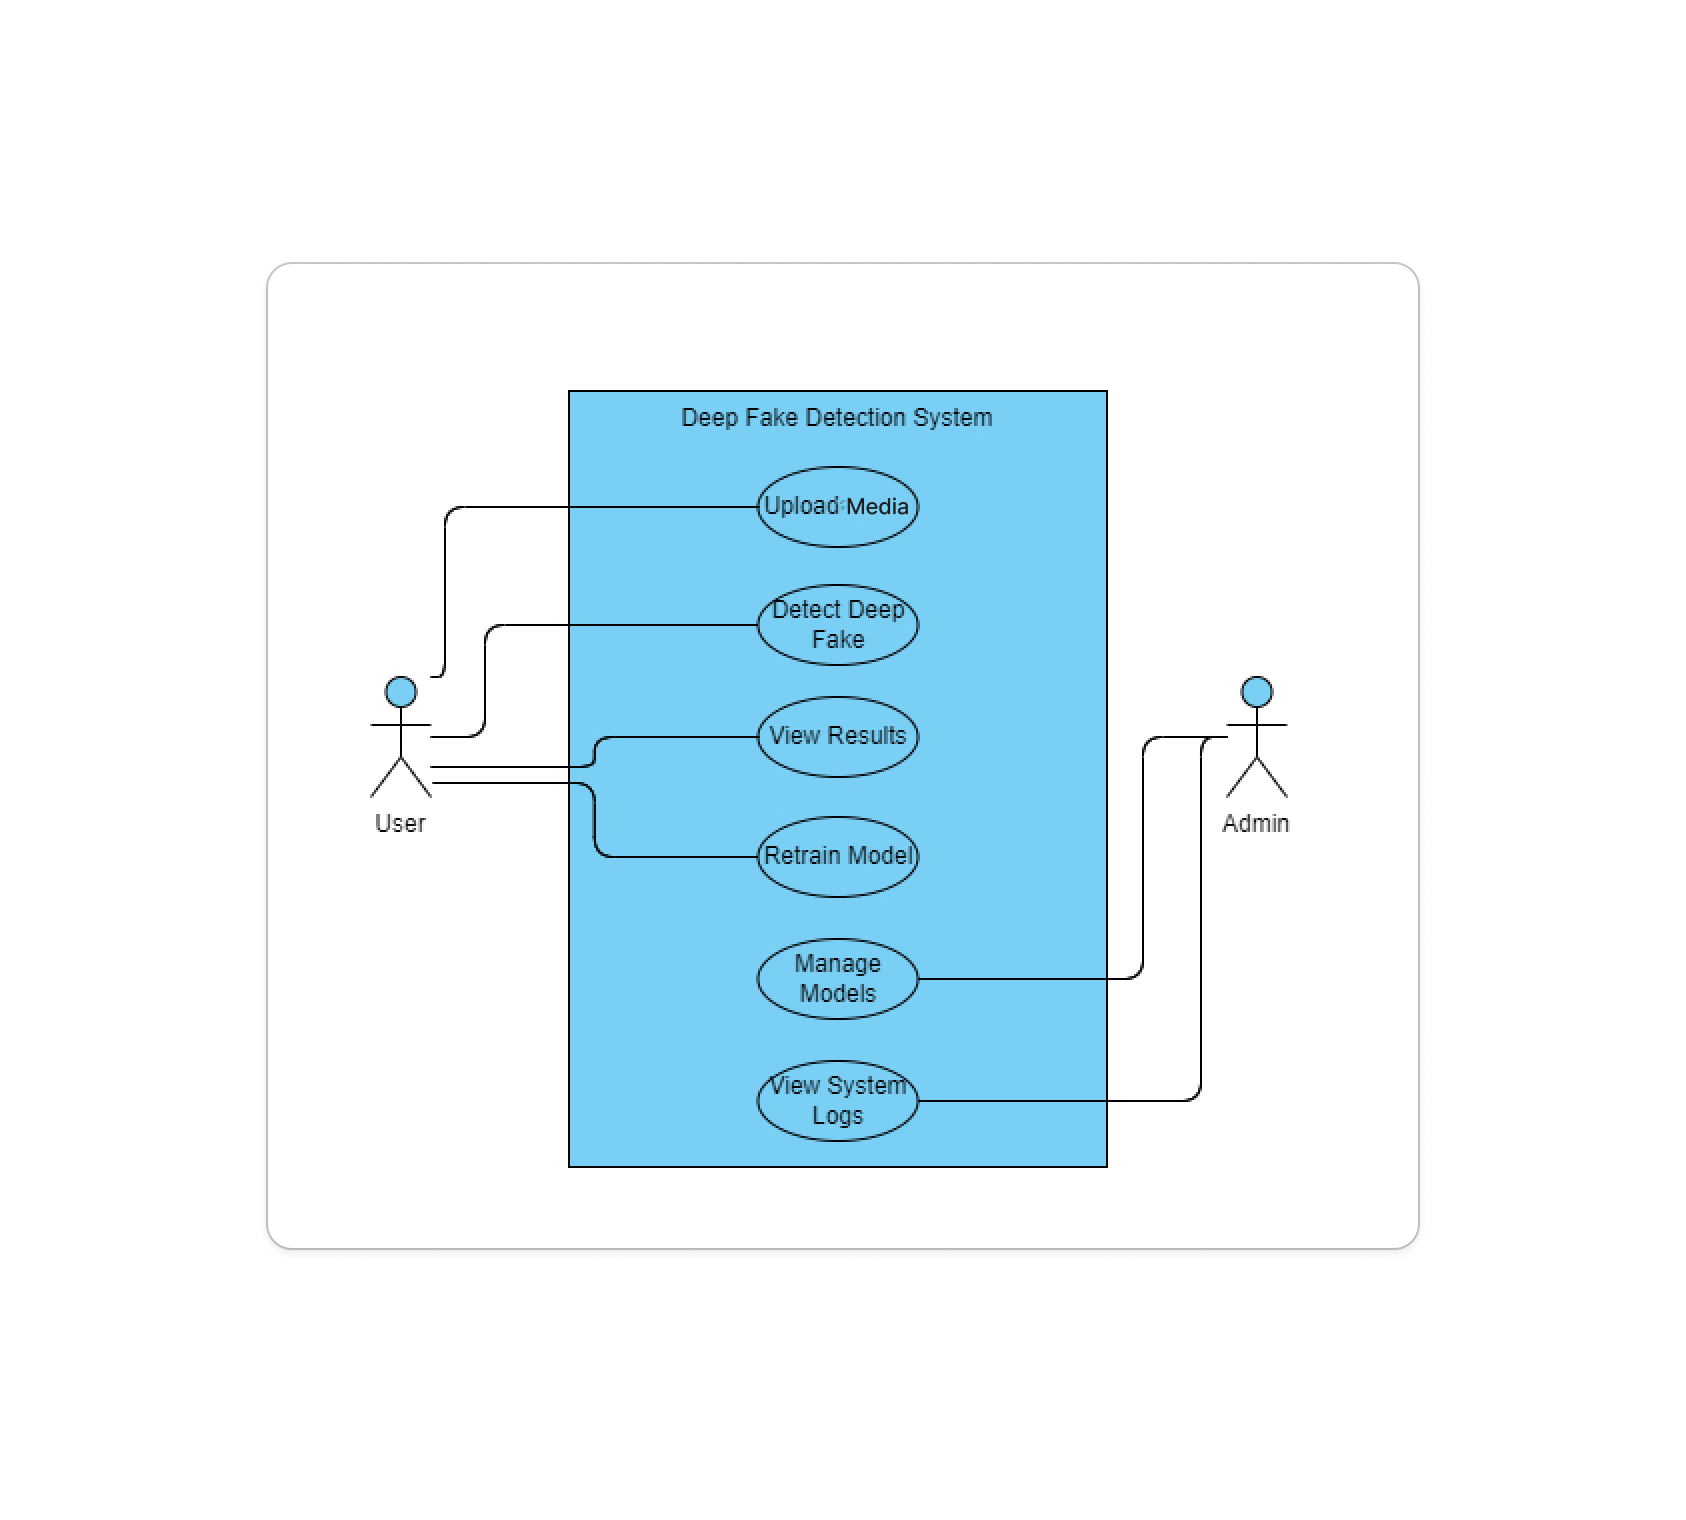 Deep Fake Detection System
Upload Media
Detect Deep
Fake
View Results
User
Admin
Retrain Model
Manage
Models
View System
Logs